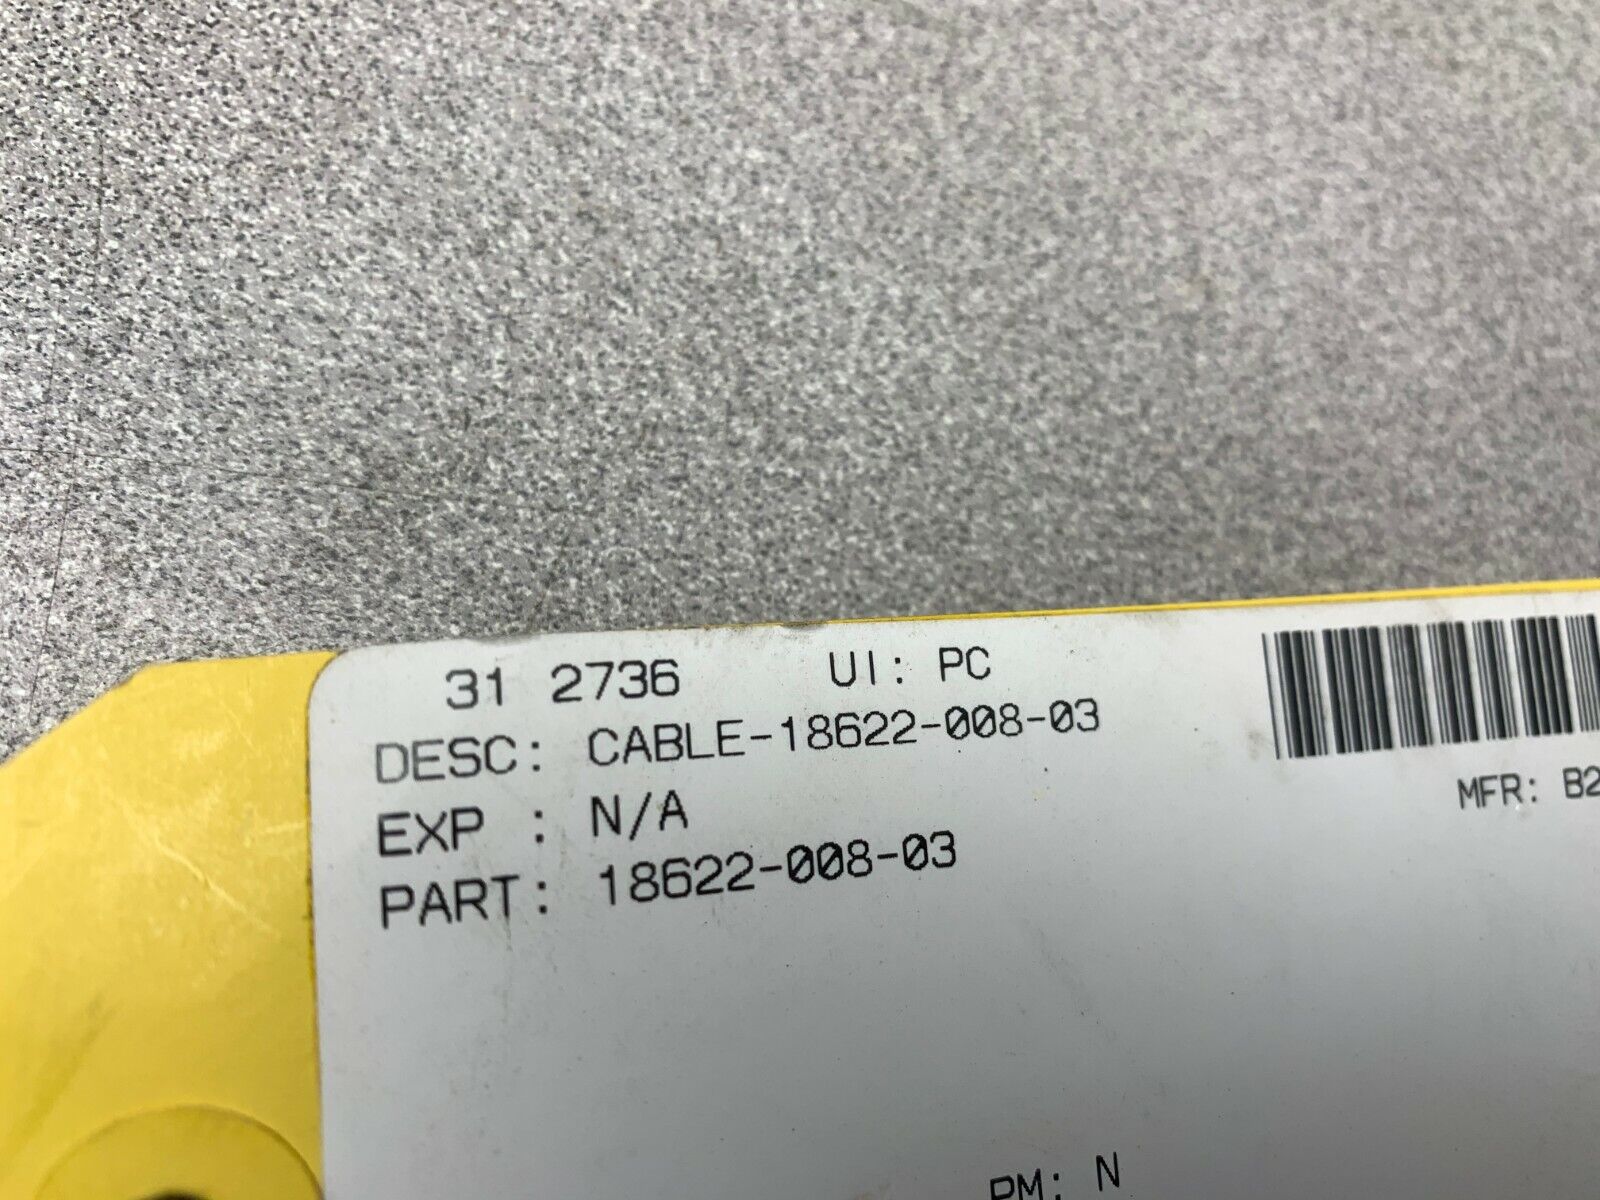 31 2736 UI: PC
DESC: CABLE-18622-008-03
EXP : N/A
MFR: B2
PART: 18622-008-03
PM: N